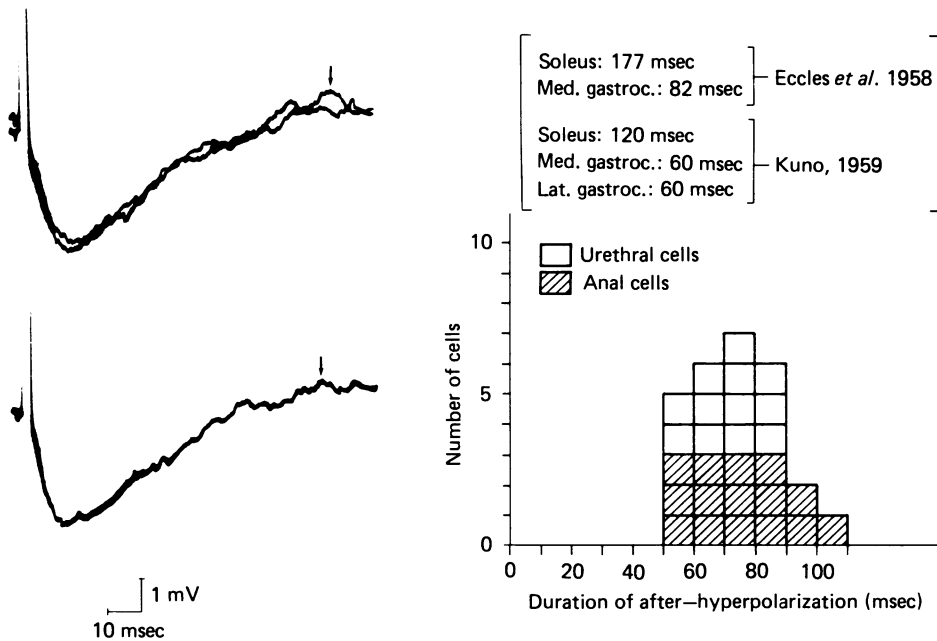 Soleus: 177 msec
Med. gastroc.: 82 msec
Eccles et al. 1958
Soleus: 120 msec
Med. gastroc.: 60 msec
Lat. gastroc.: 60 msec
Kuno, 1959
10
Urethral cells
Anal cells
Number of cells
5
0
0 20 40 60 80 100
Duration of after—hyperpolarization (msec)
1 mV
10 msec